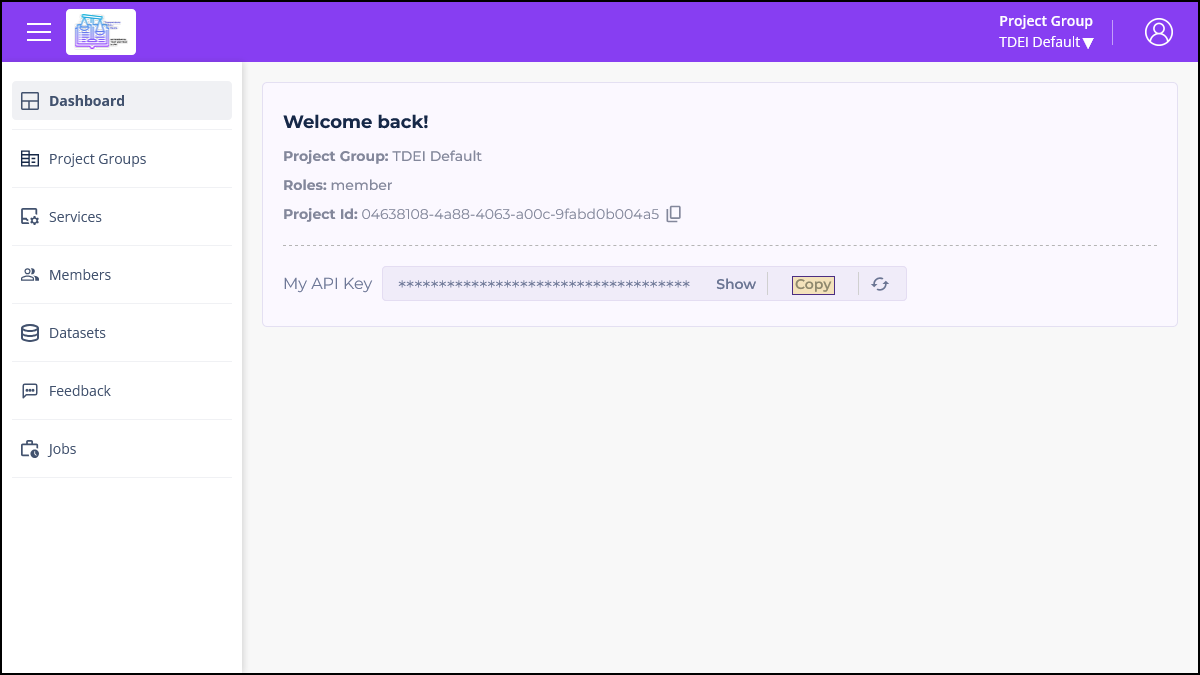 Project Group
TDEI Default ▼
Dashboard
Project Groups
Services
Members
Datasets
Feedback
Jobs
Welcome back!
Project Group: TDEI Default
Roles: member
Project Id: 04638108-4a88-4063-a00c-9fabd0b004a5
My API Key ************************************ Show Copy